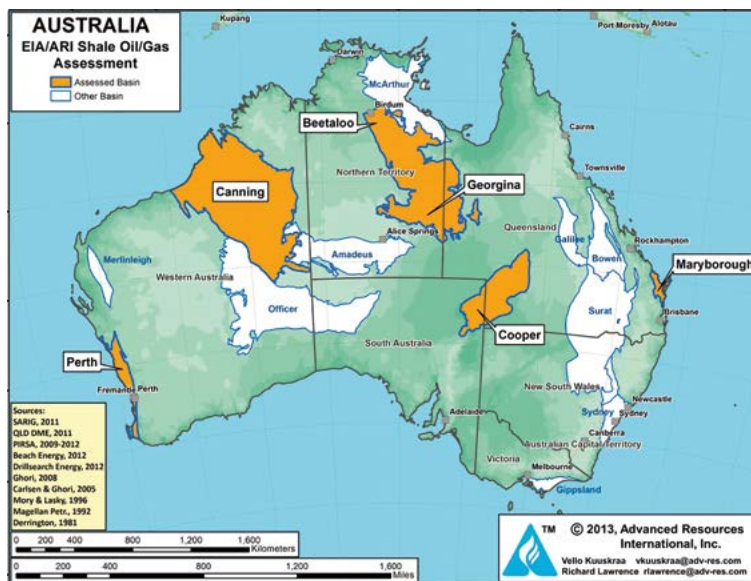 AUSTRALIA
EIA/ARI Shale Oil/Gas
Assessment
Assessed Basin
Other Basin
Kupang
Port Moresby
Alotau
Darwin
McArthur
Birdum
Beetaloo
Cairns
Townsville
Northern Territory
Canning
Georgina
Queensland
Alice Springs
Galilee
Rockhampton
Amadeus
Bowen
Merlinleigh
Western Australia
Maryborough
Officer
Surat
Brisbane
Cooper
South Australia
Perth
New South Wales
Fremantle
Perth
Newcastle
Sydney
Sydney
Adelaide
Canberra
Australian Capital Territory
Victoria
Melbourne
Gippsland
Sources:
SARIG, 2011
QLD DME, 2011
PIRSA, 2009-2012
Beach Energy, 2012
Drillsearch Energy, 2012
Ghori, 2008
Carlsen & Ghori, 2005
Mory & Lasky, 1996
Magellan Petr., 1992
Derrington, 1981
0 200 400 800 1,200 1,600
Kilometers
0 200 400 800 1,200 1,600
Miles
TM
© 2013, Advanced Resources
International, Inc.
Vello Kuuskraa vkuuskraa@adv-res.com
Richard Lawrence rlawrence@adv-res.com